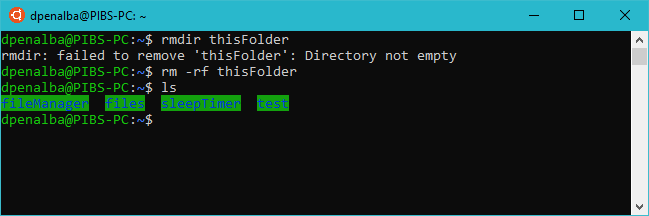 dpenalba@PIBS-PC: ~
dpenalba@PIBS-PC:~$ rmdir thisFolder
rmdir: failed to remove 'thisFolder': Directory not empty
dpenalba@PIBS-PC:~$ rm -rf thisFolder
dpenalba@PIBS-PC:~$ ls
fileManager  files  sleepTimer  test
dpenalba@PIBS-PC:~$